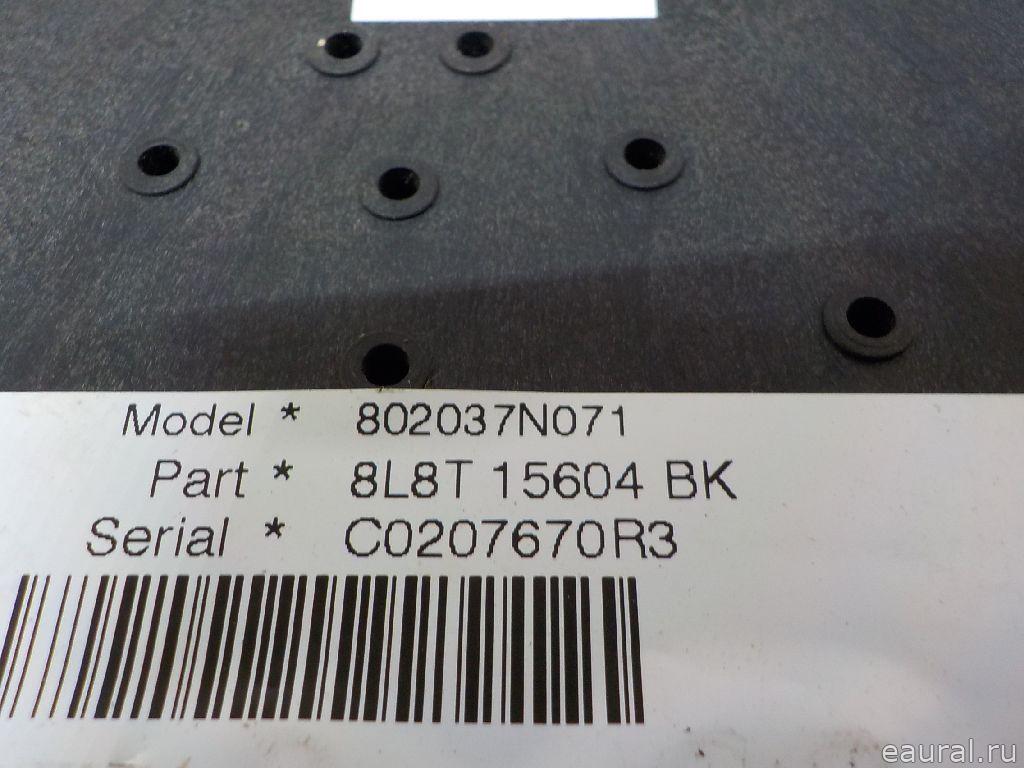 Model * 802037N071
Part * 8L8T 15604 BK
Serial * C0207670R3
eaural.ru